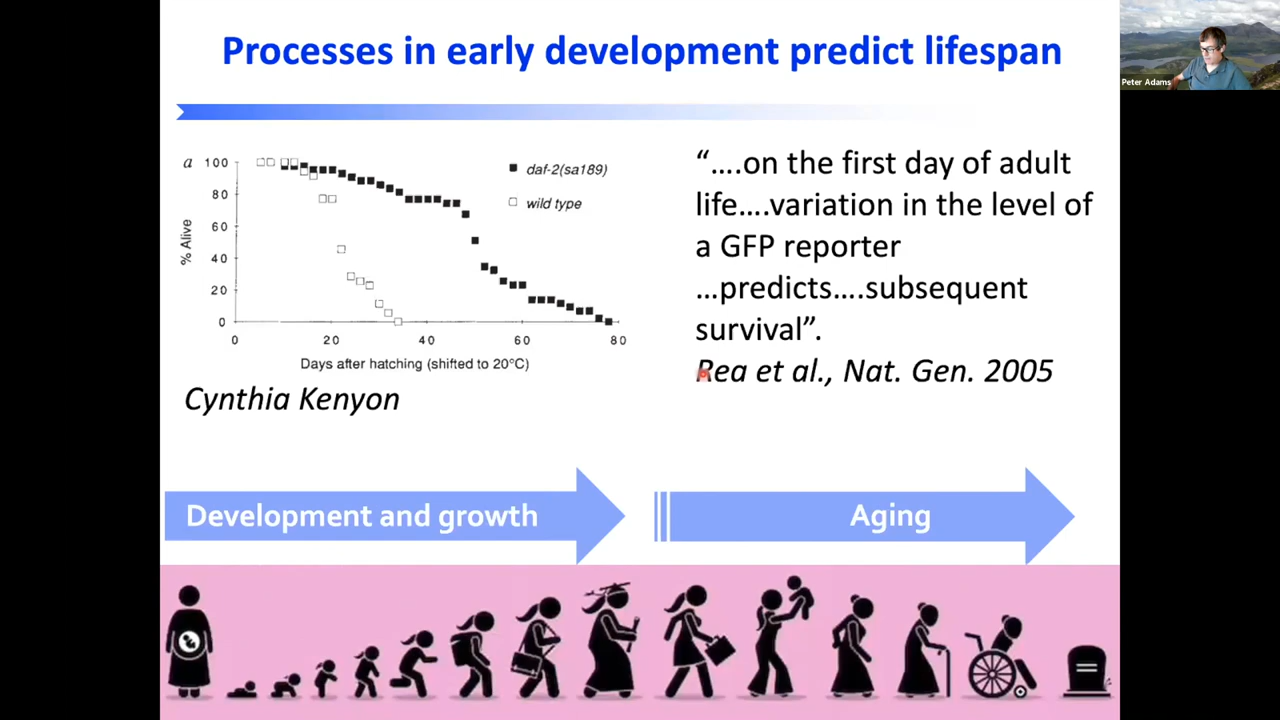 Processes in early development predict lifespan
Peter Adams
a
100
80
60
40
20
0
% Alive
daf-2(sa189)
wild type
0 20 40 60 80
Days after hatching (shifted to 20°C)
Cynthia Kenyon
“....on the first day of adult
life....variation in the level of
a GFP reporter
...predicts....subsequent
survival”.
Rea et al., Nat. Gen. 2005
Development and growth
Aging